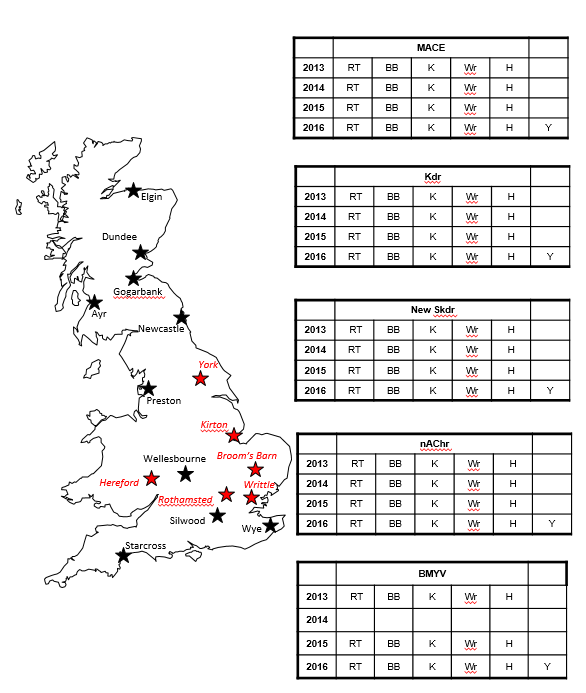 MACE
2013 RT BB K Wr H
2014 RT BB K Wr H
2015 RT BB K Wr H
2016 RT BB K Wr H Y
Kdr
2013 RT BB K Wr H
2014 RT BB K Wr H
2015 RT BB K Wr H
2016 RT BB K Wr H Y
New Skdr
2013 RT BB K Wr H
2014 RT BB K Wr H
2015 RT BB K Wr H
2016 RT BB K Wr H Y
nAChr
2013 RT BB K Wr H
2014 RT BB K Wr H
2015 RT BB K Wr H
2016 RT BB K Wr H Y
BMYV
2013 RT BB K Wr H
2014
2015 RT BB K Wr H
2016 RT BB K Wr H Y
Elgin
Dundee
Gogarbank
Ayr
Newcastle
York
Preston
Kirton
Broom's Barn
Wellesbourne
Hereford
Writtle
Rothamsted
Silwood
Wye
Starcross